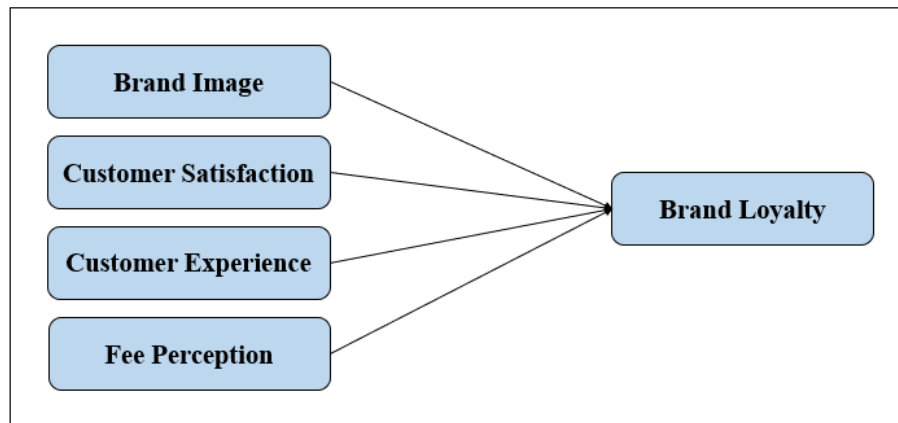 Brand Image
Customer Satisfaction
Brand Loyalty
Customer Experience
Fee Perception